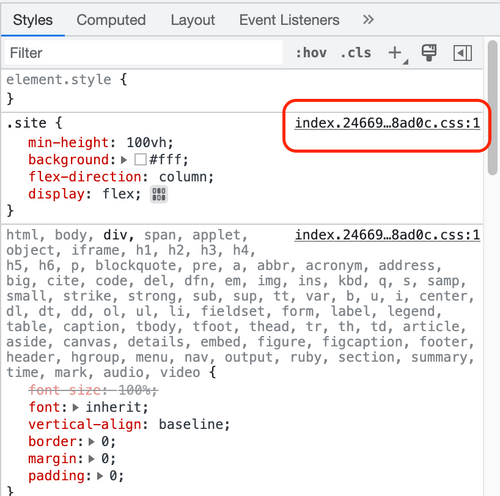 Styles Computed Layout Event Listeners »
Filter :hov .cls +
element.style {
}
.site { index.24669…8ad0c.css:1
min-height: 100vh;
background: #fff;
flex-direction: column;
display: flex;
}
html, body, div, span, applet, index.24669…8ad0c.css:1
object, iframe, h1, h2, h3, h4,
h5, h6, p, blockquote, pre, a, abbr, acronym, address,
big, cite, code, del, dfn, em, img, ins, kbd, q, s, samp,
small, strike, strong, sub, sup, tt, var, b, u, i, center,
dl, dt, dd, ol, ul, li, fieldset, form, label, legend,
table, caption, tbody, tfoot, thead, tr, th, td, article,
aside, canvas, details, embed, figure, figcaption, footer,
header, hgroup, menu, nav, output, ruby, section, summary,
time, mark, audio, video {
font-size: 100%;
font: inherit;
vertical-align: baseline;
border: 0;
margin: 0;
padding: 0;
}